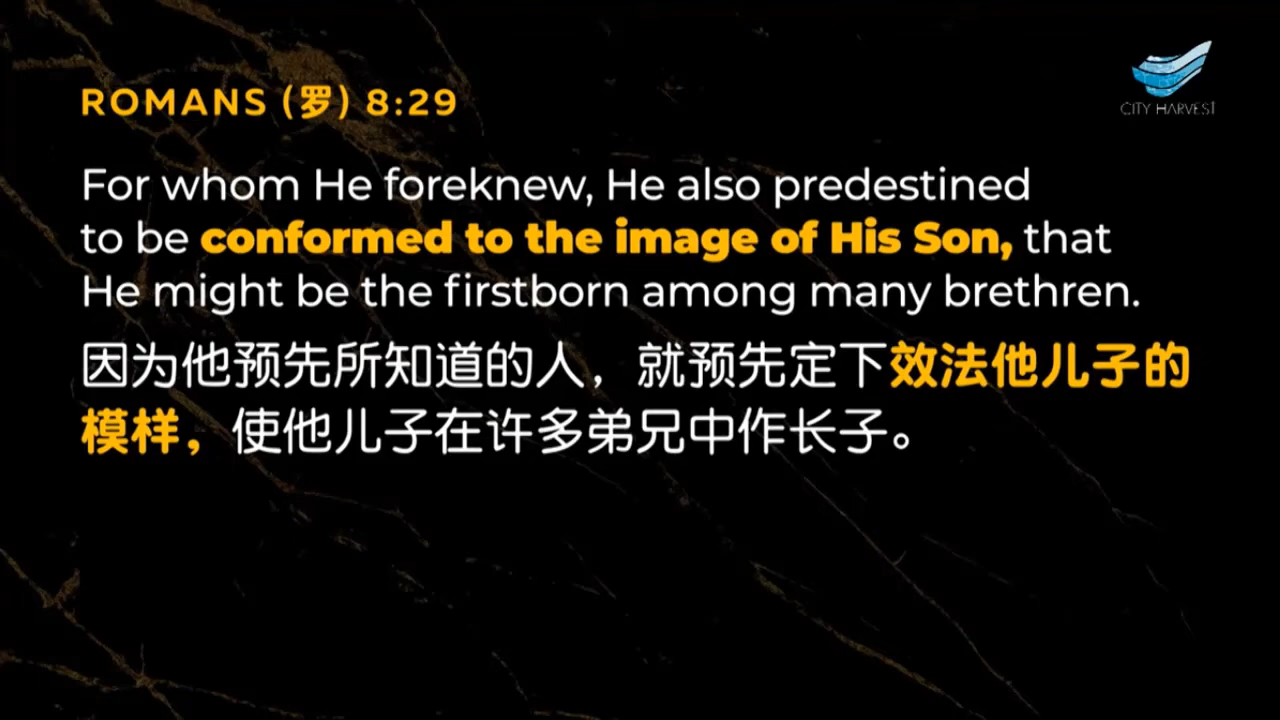 CITY HARVEST
ROMANS (罗) 8:29
For whom He foreknew, He also predestined
to be conformed to the image of His Son, that
He might be the firstborn among many brethren.
因为他预先所知道的人，就预先定下效法他儿子的
模样，使他儿子在许多弟兄中作长子。